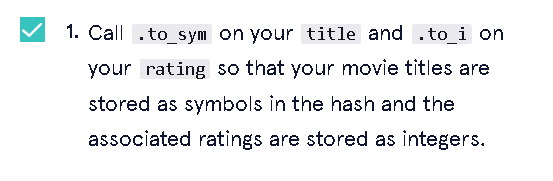 1. Call .to_sym on your title and .to_i on
your rating so that your movie titles are
stored as symbols in the hash and the
associated ratings are stored as integers.